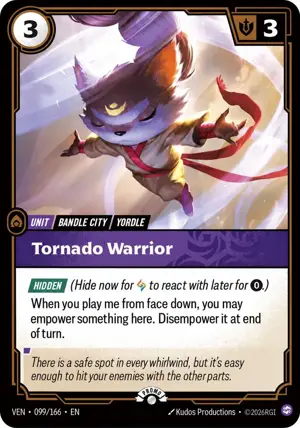 3
3
UNIT
BANDLE CITY
YORDLE
Tornado Warrior
HIDDEN (Hide now for to react with later for 0.)
When you play me from face down, you may
empower something here. Disempower it at end
of turn.
There is a safe spot in every whirlwind, but it's easy
enough to hit your enemies with the other parts.
PROMO
VEN • 099/166 • EN
Kudos Productions • ©2026RGI